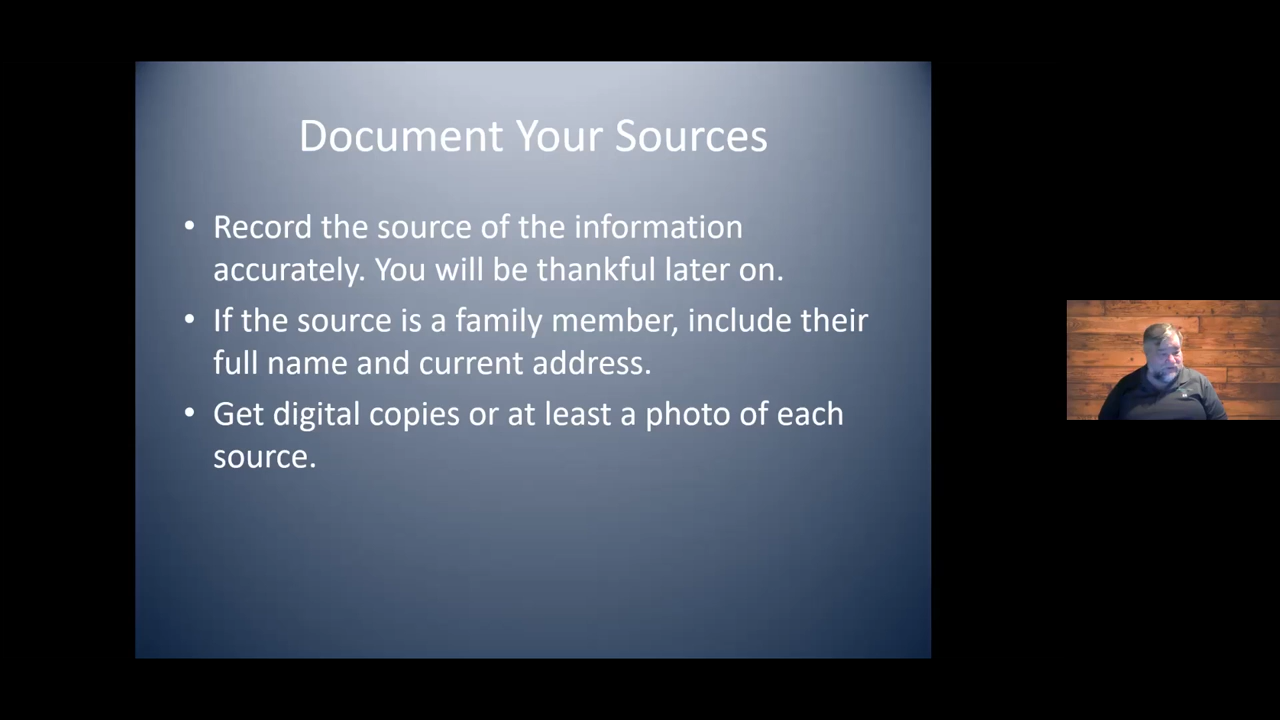 Document Your Sources
• Record the source of the information
accurately. You will be thankful later on.
• If the source is a family member, include their
full name and current address.
• Get digital copies or at least a photo of each
source.